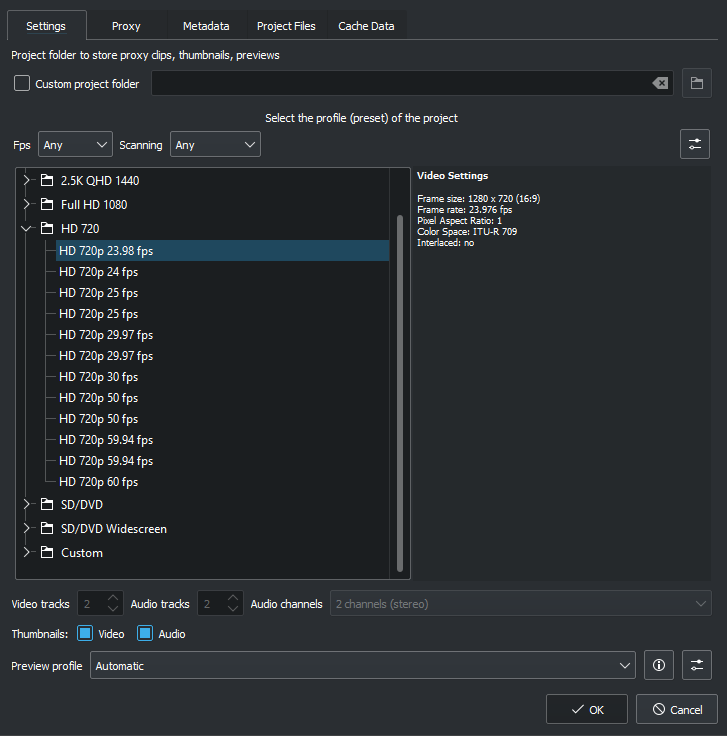 Settings Proxy Metadata Project Files Cache Data
Project folder to store proxy clips, thumbnails, previews
Custom project folder
Select the profile (preset) of the project
Fps Any Scanning Any
2.5K QHD 1440
Full HD 1080
HD 720
HD 720p 23.98 fps
HD 720p 24 fps
HD 720p 25 fps
HD 720p 25 fps
HD 720p 29.97 fps
HD 720p 29.97 fps
HD 720p 30 fps
HD 720p 50 fps
HD 720p 50 fps
HD 720p 59.94 fps
HD 720p 59.94 fps
HD 720p 60 fps
SD/DVD
SD/DVD Widescreen
Custom
Video Settings
Frame size: 1280 x 720 (16:9)
Frame rate: 23.976 fps
Pixel Aspect Ratio: 1
Color Space: ITU-R 709
Interlaced: no
Video tracks 2 Audio tracks 2 Audio channels 2 channels (stereo)
Thumbnails: Video Audio
Preview profile Automatic
OK Cancel